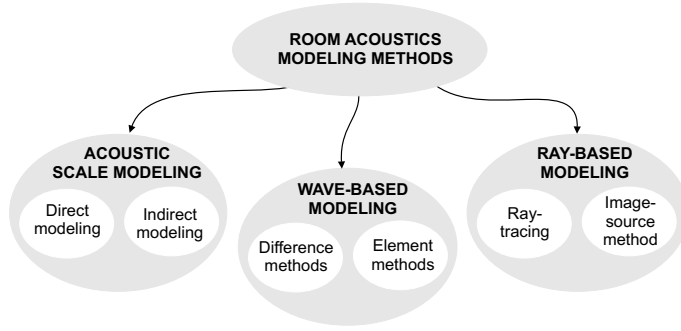 ROOM ACOUSTICS
MODELING METHODS
ACOUSTIC
SCALE MODELING
Direct
modeling
Indirect
modeling
WAVE-BASED
MODELING
Difference
methods
Element
methods
RAY-BASED
MODELING
Ray-
tracing
Image-
source
method